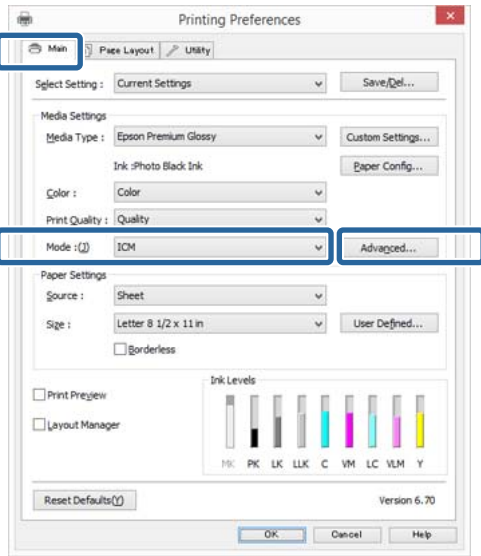 Printing Preferences
Main Page Layout Utility
Select Setting : Current Settings Save/Del...
Media Settings
Media Type : Epson Premium Glossy Custom Settings...
Ink :Photo Black Ink Paper Config...
Color : Color
Print Quality : Quality
Mode :(J) ICM Advanced...
Paper Settings
Source : Sheet
Size : Letter 8 1/2 x 11 in User Defined...
Borderless
Ink Levels
Print Preview
Layout Manager
MK PK LK LLK C VM LC VLM Y
Reset Defaults(Y) Version 6.70
OK Cancel Help